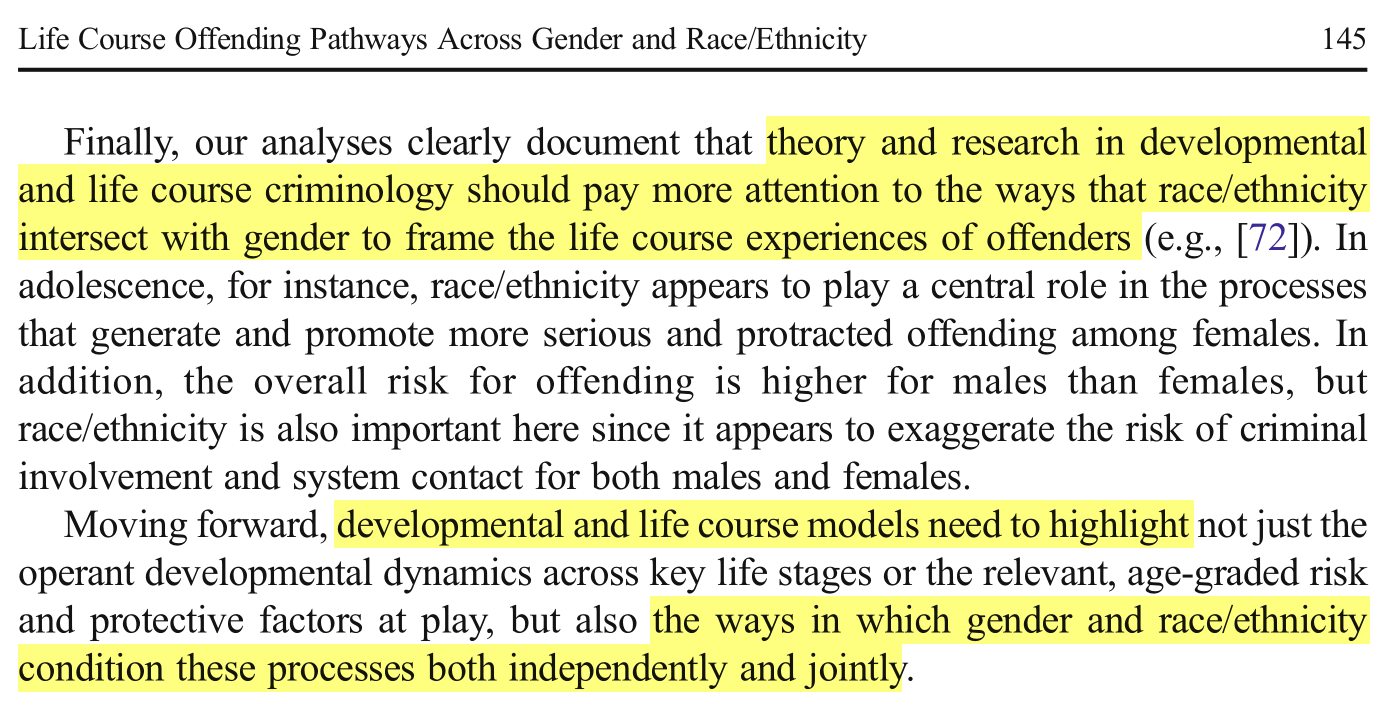 Life Course Offending Pathways Across Gender and Race/Ethnicity 145
Finally, our analyses clearly document that theory and research in developmental
and life course criminology should pay more attention to the ways that race/ethnicity
intersect with gender to frame the life course experiences of offenders (e.g., [72]). In
adolescence, for instance, race/ethnicity appears to play a central role in the processes
that generate and promote more serious and protracted offending among females. In
addition, the overall risk for offending is higher for males than females, but
race/ethnicity is also important here since it appears to exaggerate the risk of criminal
involvement and system contact for both males and females.
Moving forward, developmental and life course models need to highlight not just the
operant developmental dynamics across key life stages or the relevant, age-graded risk
and protective factors at play, but also the ways in which gender and race/ethnicity
condition these processes both independently and jointly.